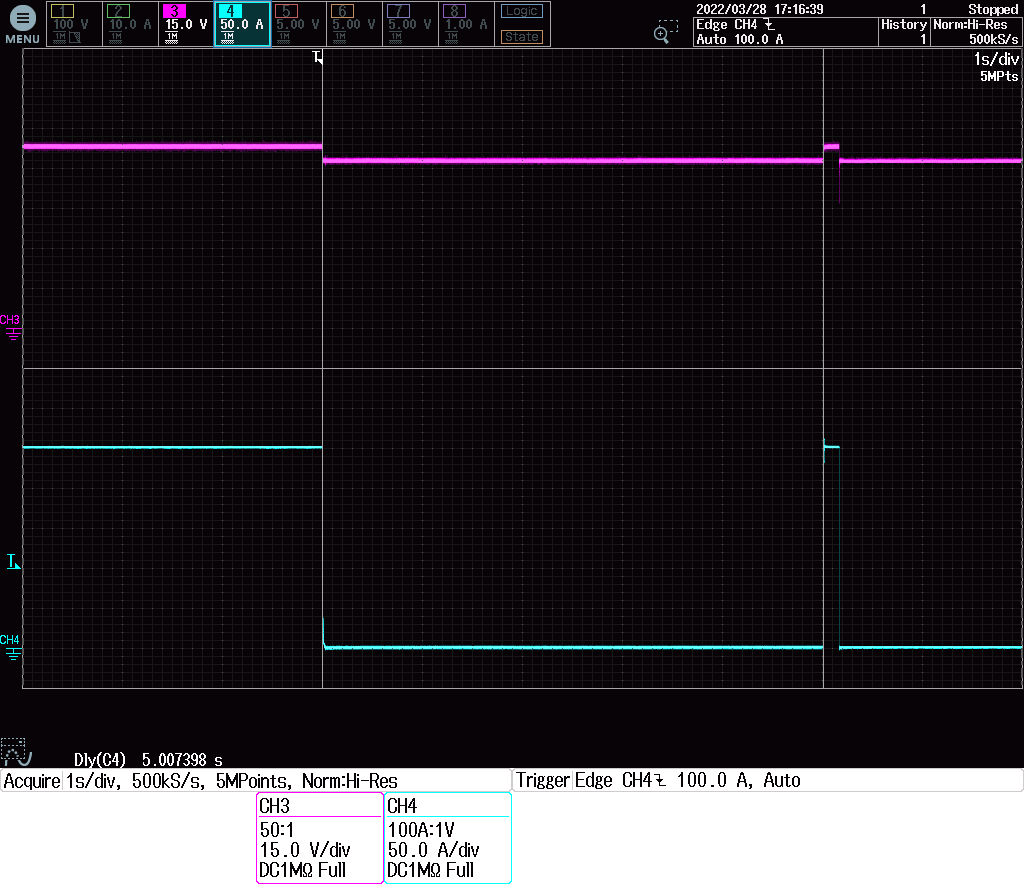 MENU
1
100 V
1M
2
10.0 A
1M
3
15.0 V
1M
4
50.0 A
1M
5
5.00 V
1M
6
5.00 V
1M
7
5.00 V
1M
8
1.00 A
1M
Logic
State
2022/03/28 17:16:39
1
Stopped
Edge CH4
Auto 100.0 A
History
1
Norm:Hi-Res
500kS/s
T
1s/div
5MPts
CH3
T
CH4
Dly(C4) 5.007398 s
Acquire 1s/div, 500kS/s, 5MPoints, Norm:Hi-Res
Trigger Edge CH4 100.0 A, Auto
CH3
50:1
15.0 V/div
DC1MΩ Full
CH4
100A:1V
50.0 A/div
DC1MΩ Full